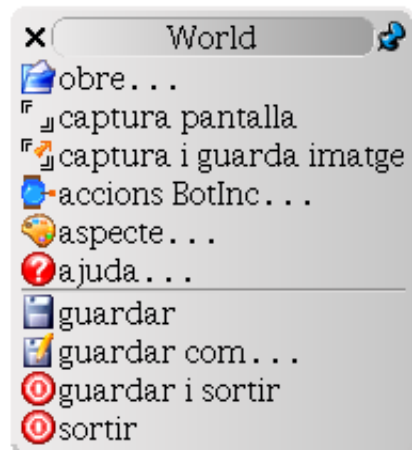 World
obre...
captura pantalla
captura i guarda imatge
accions BotInc...
aspecte...
ajuda...
guardar
guardar com...
guardar i sortir
sortir